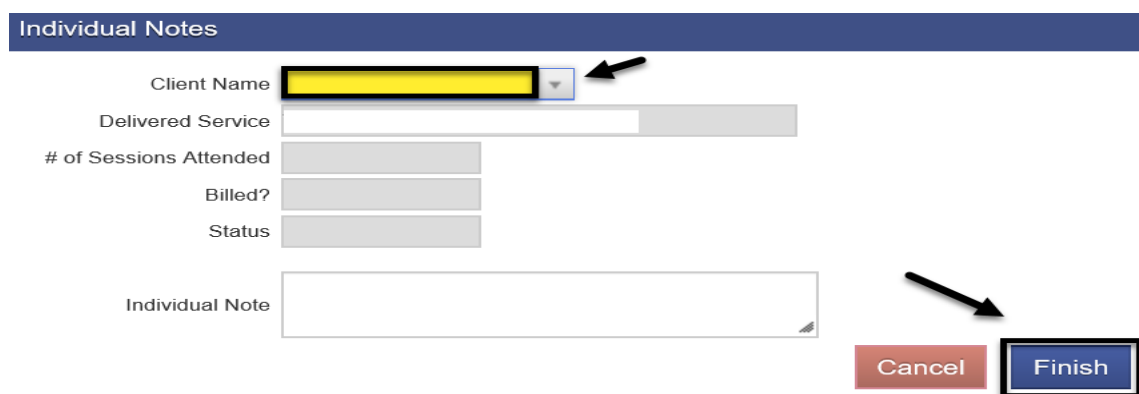 Individual Notes
Client Name
Delivered Service
# of Sessions Attended
Billed?
Status
Individual Note
Cancel Finish